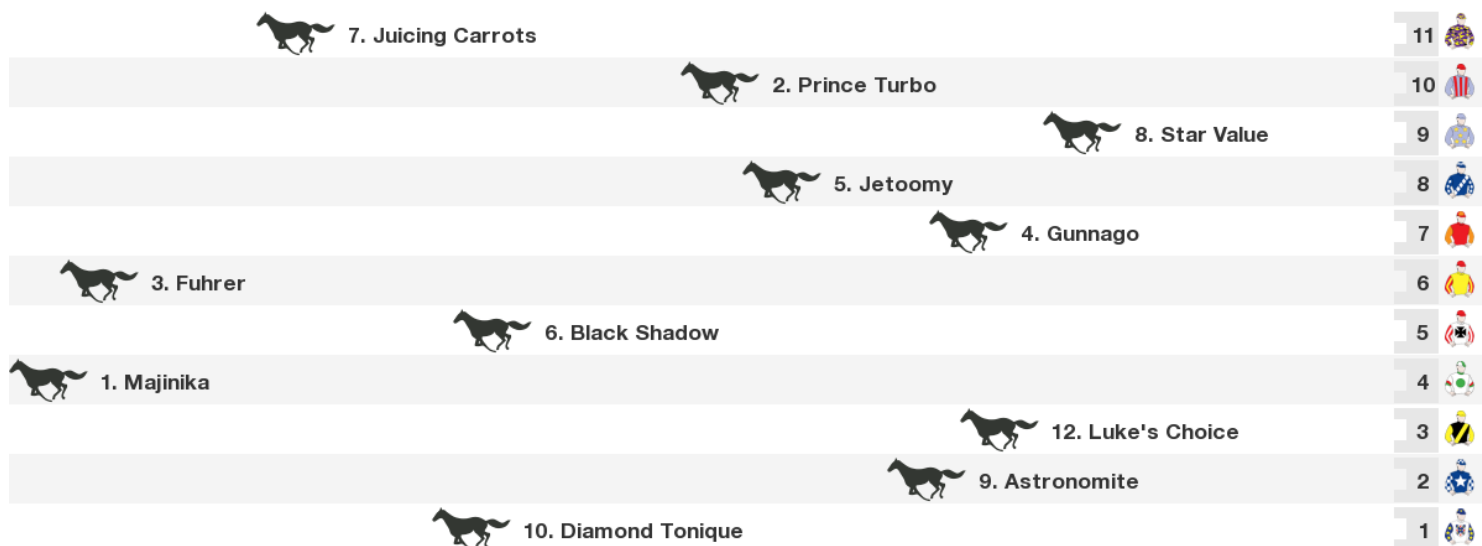 7. Juicing Carrots 11
2. Prince Turbo 10
8. Star Value 9
5. Jetoomy 8
4. Gunnago 7
3. Fuhrer 6
6. Black Shadow 5
1. Majinika 4
12. Luke's Choice 3
9. Astronomite 2
10. Diamond Tonique 1